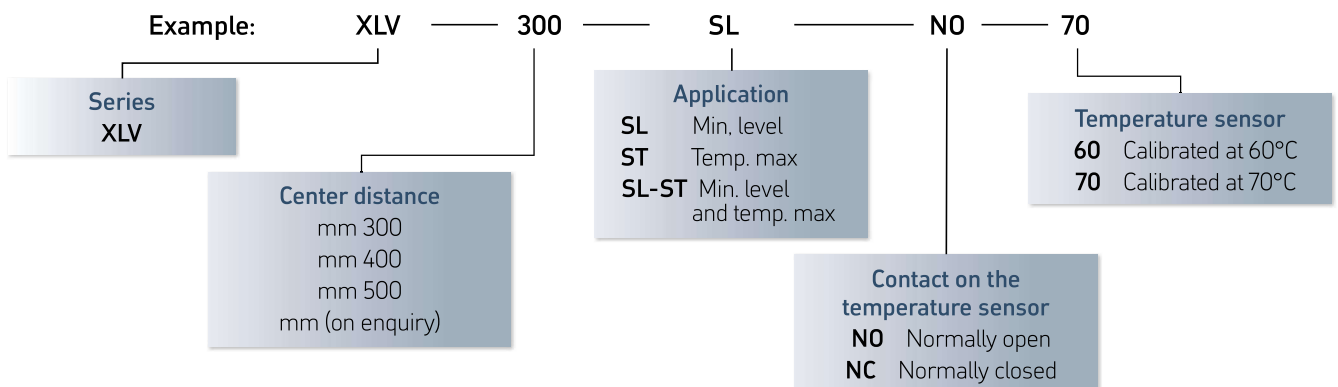 Example: XLV 300 SL NO 70
Series
XLV
Center distance
mm 300
mm 400
mm 500
mm (on enquiry)
Application
SL Min, level
ST Temp. max
SL-ST Min. level
and temp. max
Contact on the
temperature sensor
NO Normally open
NC Normally closed
Temperature sensor
60 Calibrated at 60°C
70 Calibrated at 70°C